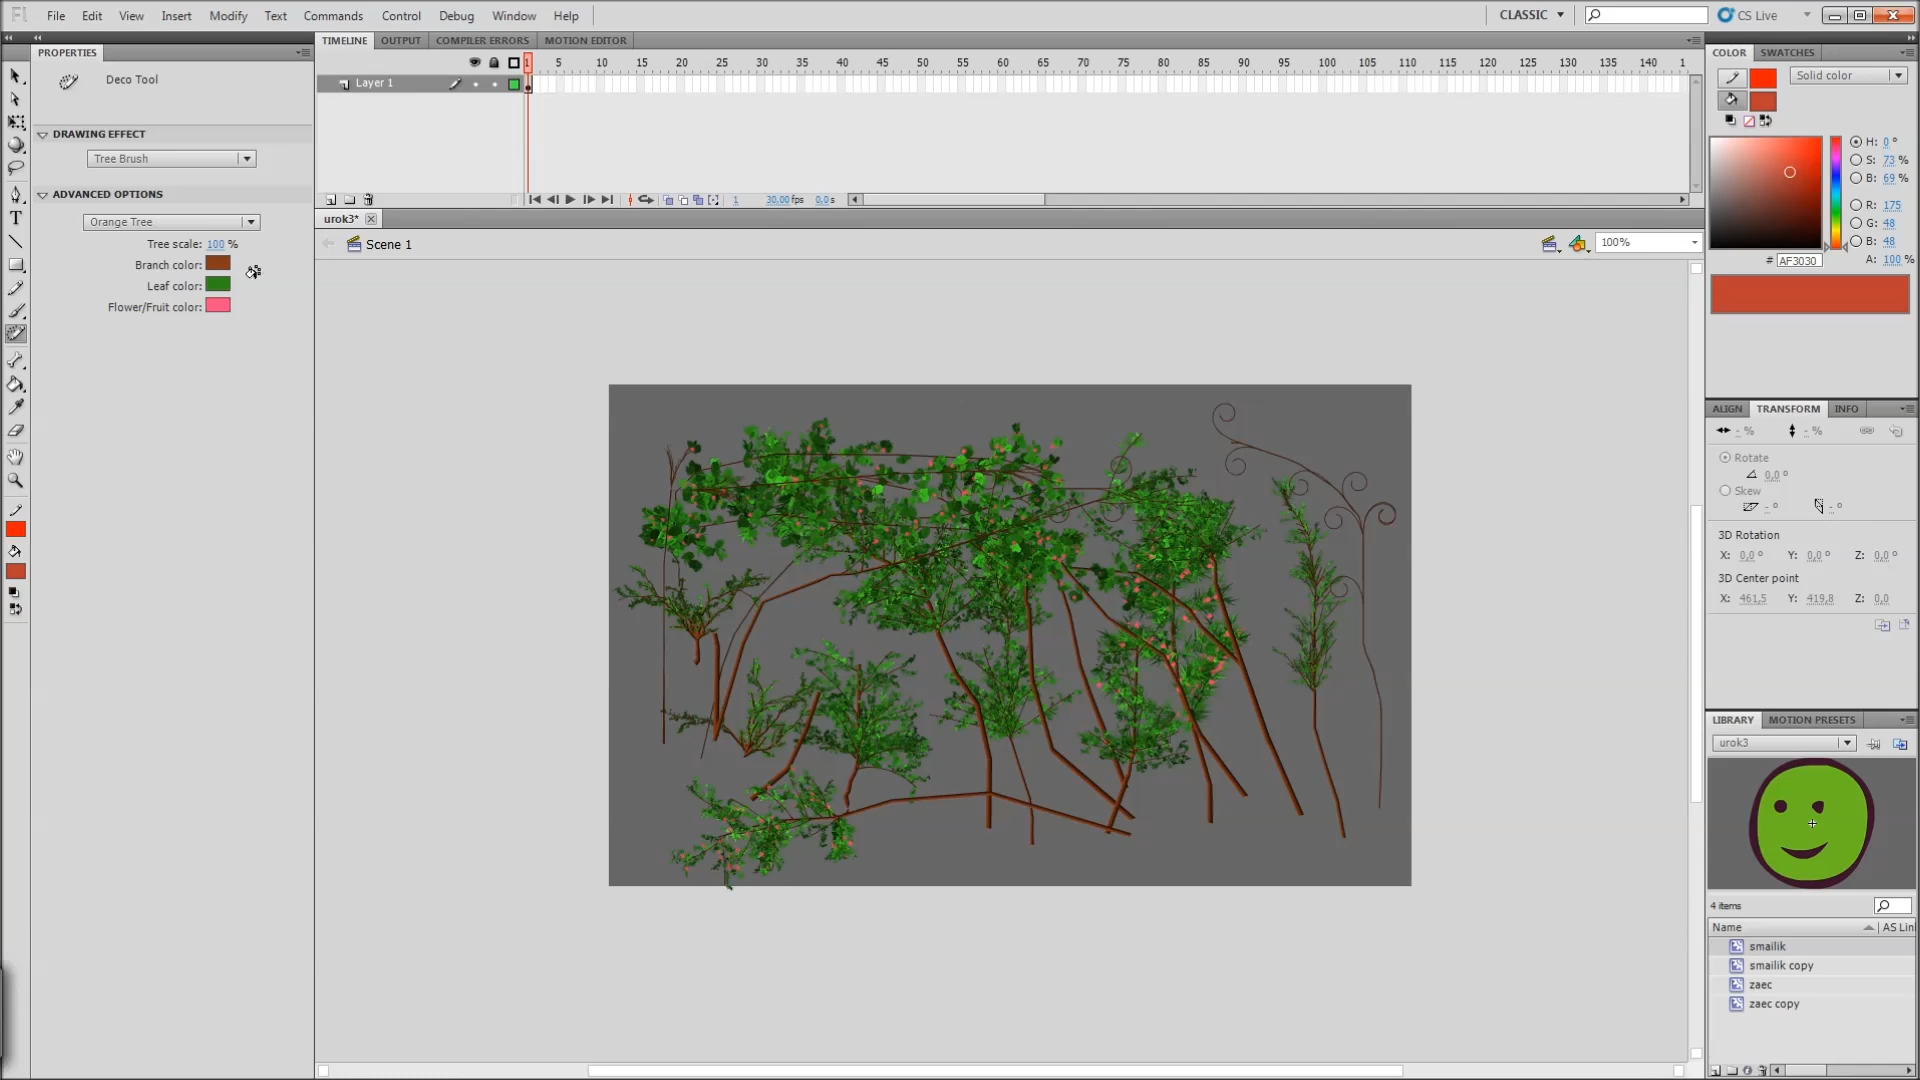 Fl File Edit View Insert Modify Text Commands Control Debug Window Help CLASSIC CS Live
PROPERTIES
Deco Tool
DRAWING EFFECT
Tree Brush
ADVANCED OPTIONS
Orange Tree
Tree scale: 100 %
Branch color:
Leaf color:
Flower/Fruit color:
T
TIMELINE OUTPUT COMPILER ERRORS MOTION EDITOR
1 5 10 15 20 25 30 35 40 45 50 55 60 65 70 75 80 85 90 95 100 105 110 115 120 125 130 135 140 1
Layer 1
1 30,00 fps 0,0 s
urok3*
Scene 1
100%
COLOR SWATCHES
Solid color
H: 0 °
S: 73 %
B: 69 %
R: 175
G: 48
B: 48
# AF3030 A: 100 %
ALIGN TRANSFORM INFO
- % - %
Rotate
0,0 °
Skew
- ° - °
3D Rotation
X: 0,0 ° Y: 0,0 ° Z: 0,0 °
3D Center point
X: 461,5 Y: 419,8 Z: 0,0
LIBRARY MOTION PRESETS
urok3
4 items
Name AS Lin
smailik
smailik copy
zaec
zaec copy